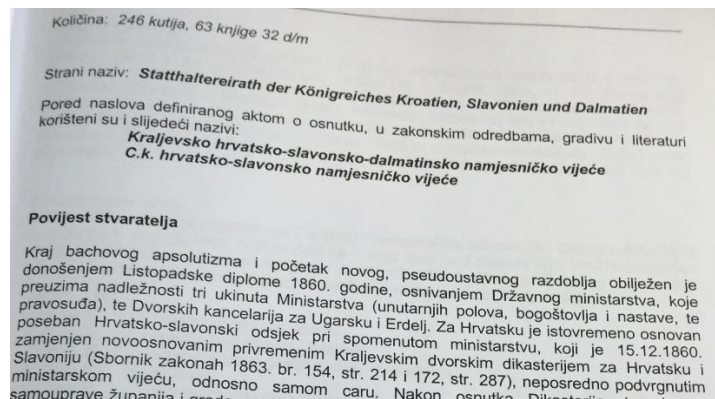 Količina: 246 kutija, 63 knjige 32 d/m
Strani naziv: Statthaltereirath der Königreiches Kroatien, Slavonien und Dalmatien
Pored naslova definiranog aktom o osnutku, u zakonskim odredbama, gradivu i literaturi
korišteni su i slijedeći nazivi:
Kraljevsko hrvatsko-slavonsko-dalmatinsko namjesničko vijeće
C.k. hrvatsko-slavonsko namjesničko vijeće
Povijest stvaratelja
Kraj bachovog apsolutizma i početak novog, pseudoustavnog razdoblja obilježen je
donošenjem Listopadske diplome 1860. godine, osnivanjem Državnog ministarstva, koje
preuzima nadležnosti tri ukinuta Ministarstva (unutarnjih polova, bogoštovlja i nastave, te
pravosuđa), te Dvorskih kancelarija za Ugarsku i Erdelj. Za Hrvatsku je istovremeno osnovan
poseban Hrvatsko-slavonski odsjek pri spomenutom ministarstvu, koji je 15.12.1860.
zamjenjen novoosnovanim privremenim Kraljevskim dvorskim dikasterijem za Hrvatsku i
Slavoniju (Sbornik zakonah 1863. br. 154, str. 214 i 172, str. 287), neposredno podvrgnutim
ministarskom vijeću, odnosno samom caru. Nakon osnutka Dikasterija
samouprave županija i